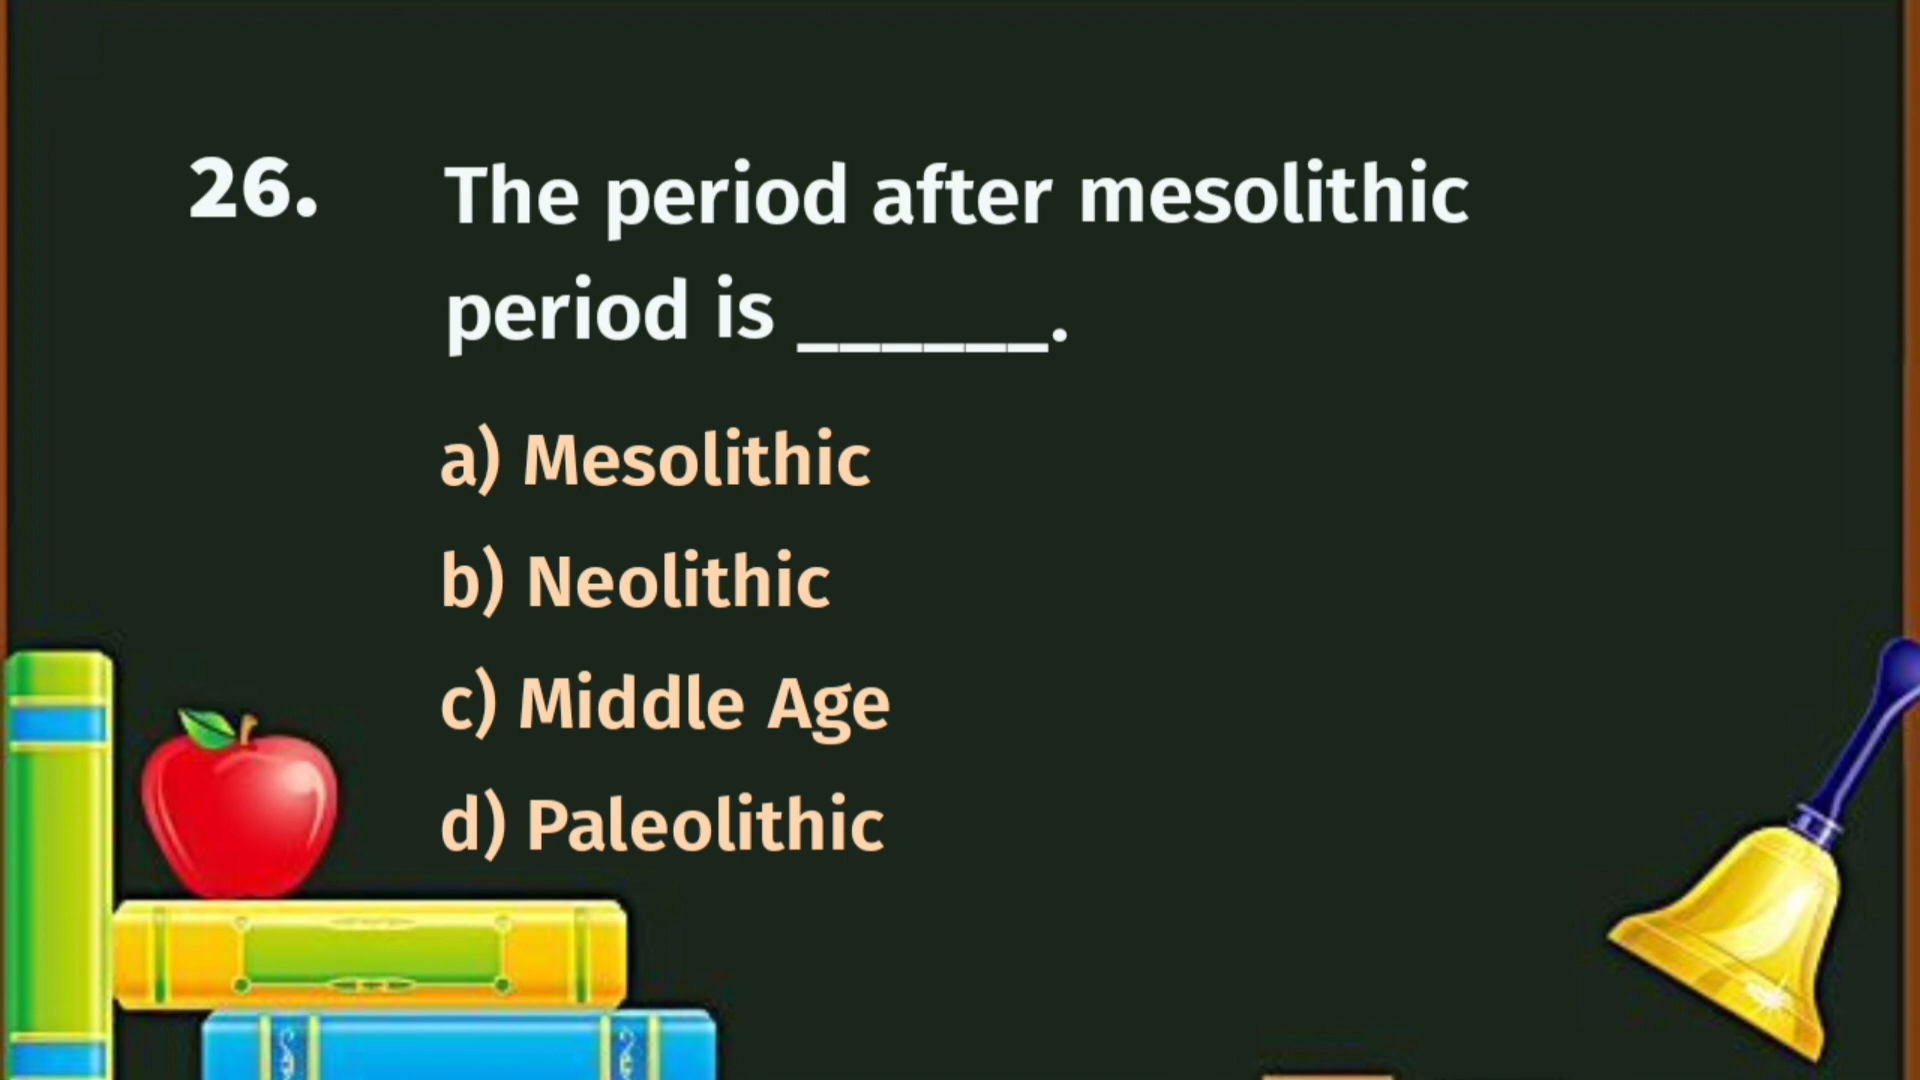 26. The period after mesolithic
period is ______.
a) Mesolithic
b) Neolithic
c) Middle Age
d) Paleolithic